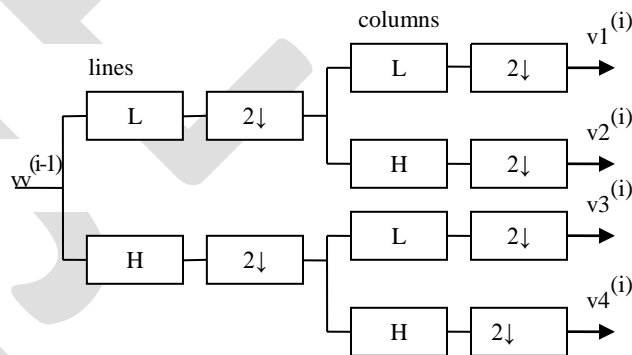 columns
v1(i)
lines
L 2↓
L 2↓
v2(i)
H 2↓
vv(i-1)
v3(i)
L 2↓
H 2↓
v4(i)
H 2↓